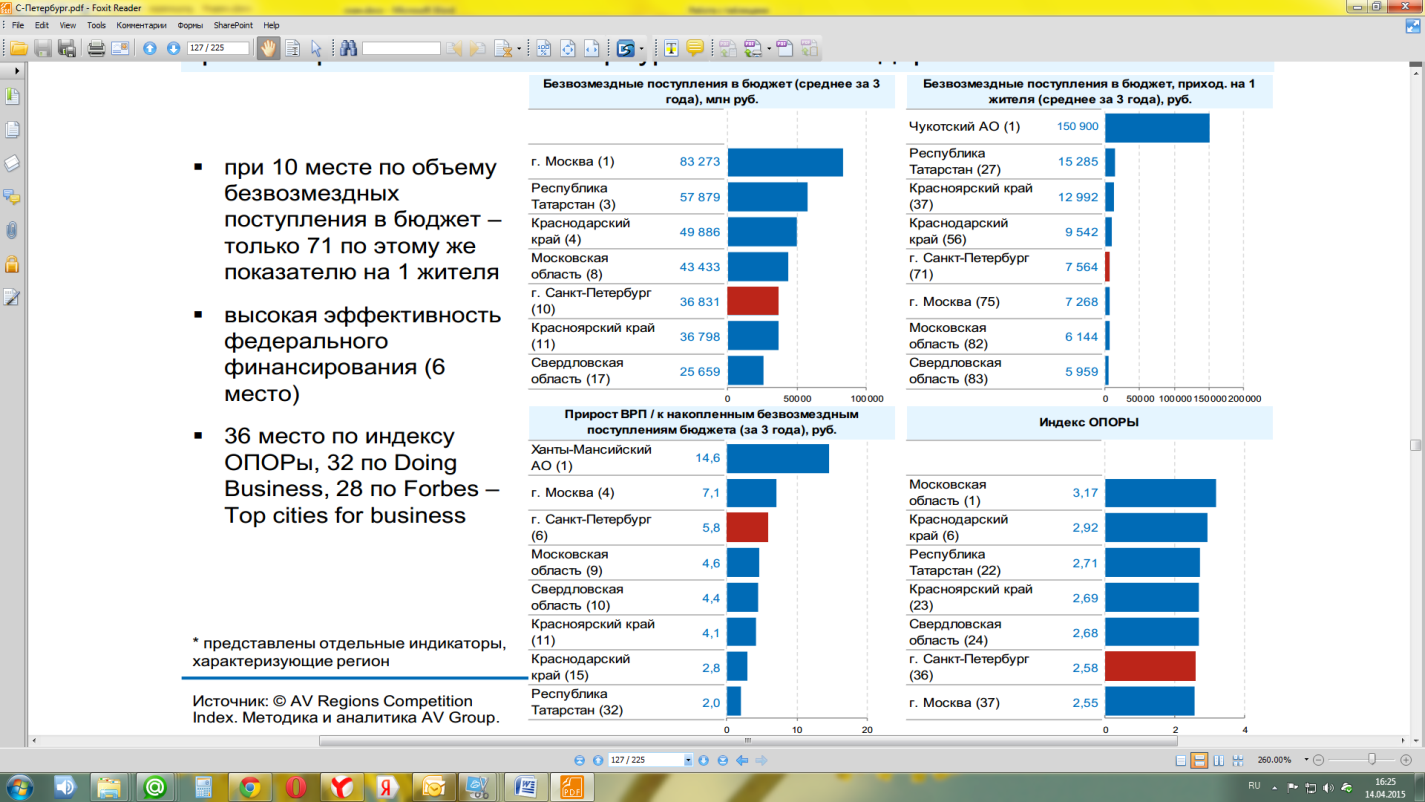 С-Петербург.pdf - Foxit Reader
File Edit View Tools Комментарии Формы SharePoint Help
127 / 225
при 10 месте по объему
безвозмездных
поступления в бюджет –
только 71 по этому же
показателю на 1 жителя
высокая эффективность
федерального
финансирования (6
место)
36 место по индексу
ОПОРы, 32 по Doing
Business, 28 по Forbes –
Top cities for business
* представлены отдельные индикаторы,
характеризующие регион
Источник: © AV Regions Competition
Index. Методика и аналитика AV Group.
Безвозмездные поступления в бюджет (среднее за 3
года), млн руб.
г. Москва (1) 83 273
Республика
Татарстан (3) 57 879
Краснодарский
край (4) 49 886
Московская
область (8) 43 433
г. Санкт-Петербург
(10) 36 831
Красноярский край
(11) 36 798
Свердловская
область (17) 25 659
0 50000 100000
Безвозмездные поступления в бюджет, приход. на 1
жителя (среднее за 3 года), руб.
Чукотский АО (1) 150 900
Республика
Татарстан (27) 15 285
Красноярский край
(37) 12 992
Краснодарский
край (56) 9 542
г. Санкт-Петербург
(71) 7 564
г. Москва (75) 7 268
Московская
область (82) 6 144
Свердловская
область (83) 5 959
0 50000 100000 150000 200000
Прирост ВРП / к накопленным безвозмездным
поступлениям бюджета (за 3 года), руб.
Ханты-Мансийский
АО (1) 14,6
г. Москва (4) 7,1
г. Санкт-Петербург
(6) 5,8
Московская
область (9) 4,6
Свердловская
область (10) 4,4
Красноярский край
(11) 4,1
Краснодарский
край (15) 2,8
Республика
Татарстан (32) 2,0
0 10 20
Индекс ОПОРЫ
Московская
область (1) 3,17
Краснодарский
край (6) 2,92
Республика
Татарстан (22) 2,71
Красноярский край
(23) 2,69
Свердловская
область (24) 2,68
г. Санкт-Петербург
(36) 2,58
г. Москва (37) 2,55
0 2 4
127 / 225
260.00%
RU
16:25
14.04.2015